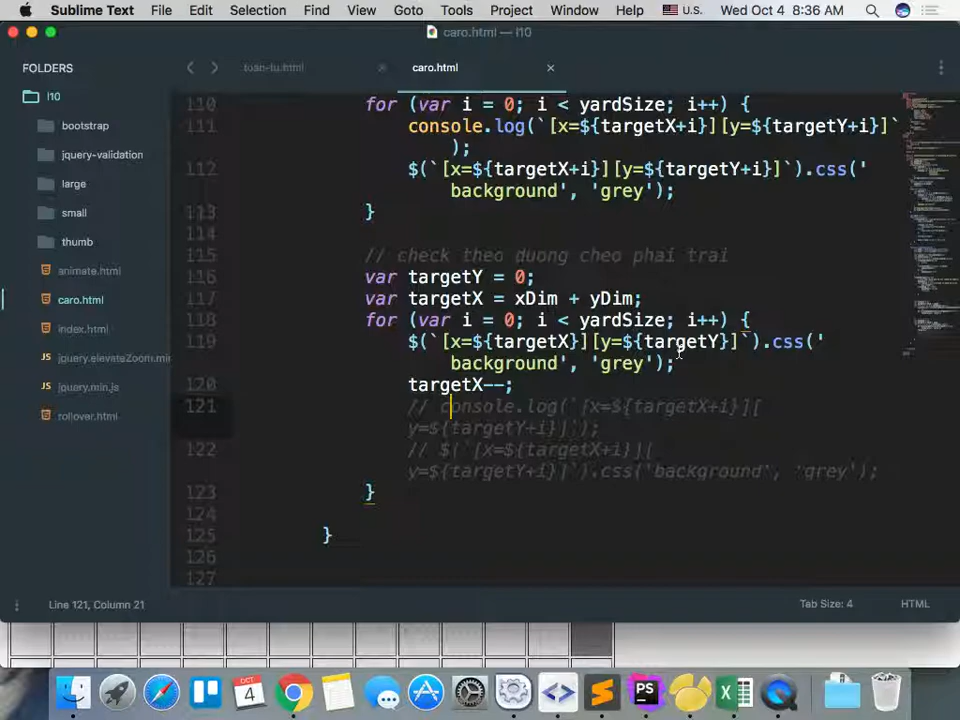 Sublime Text File Edit Selection Find View Goto Tools Project Window Help U.S. Wed Oct 4 8:36 AM
caro.html — l10
FOLDERS
l10
bootstrap
jquery-validation
large
small
thumb
animate.html
caro.html
index.html
jquery.elevateZoom.min
jquery.min.js
rollover.html
toan-tu.html
caro.html
110 for (var i = 0; i < yardSize; i++) {
111 console.log(`[x=${targetX+i}][y=${targetY+i}]`
);
112 $(`[x=${targetX+i}][y=${targetY+i}]`).css('
background', 'grey');
113 }
114
115 // check theo duong cheo phai trai
116 var targetY = 0;
117 var targetX = xDim + yDim;
118 for (var i = 0; i < yardSize; i++) {
119 $(`[x=${targetX}][y=${targetY}]`).css('
background', 'grey');
120 targetX--;
121 // console.log(`[x=${targetX+i}][
y=${targetY+i}]`);
122 // $(`[x=${targetX+i}][
y=${targetY+i}]`).css('background', 'grey');
123 }
124
125 }
126
127
Line 121, Column 21
Tab Size: 4
HTML
OCT
4
PS